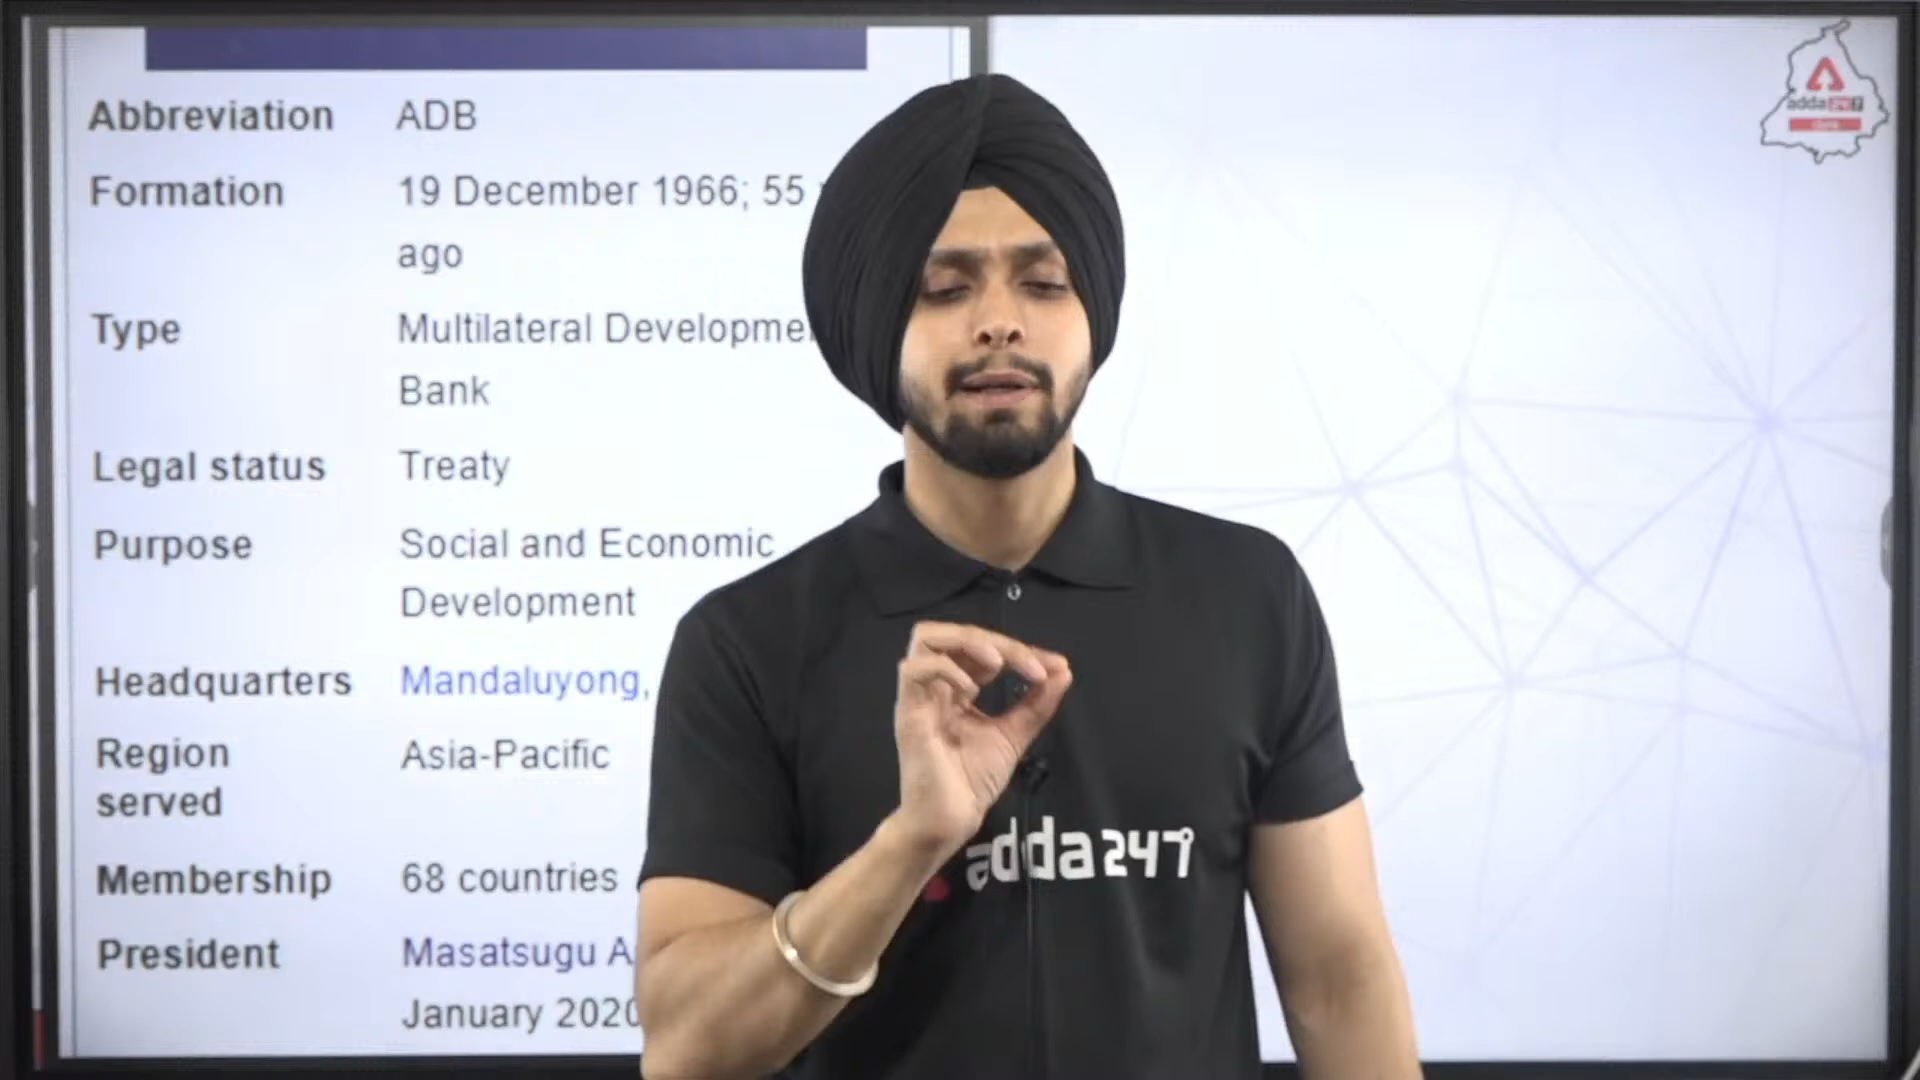 Abbreviation ADB
Formation 19 December 1966; 55
ago
Type Multilateral Developme
Bank
Legal status Treaty
Purpose Social and Economic
Development
Headquarters Mandaluyong,
Region Asia-Pacific
served
Membership 68 countries
President Masatsugu A
January 2020
adda247
adda247